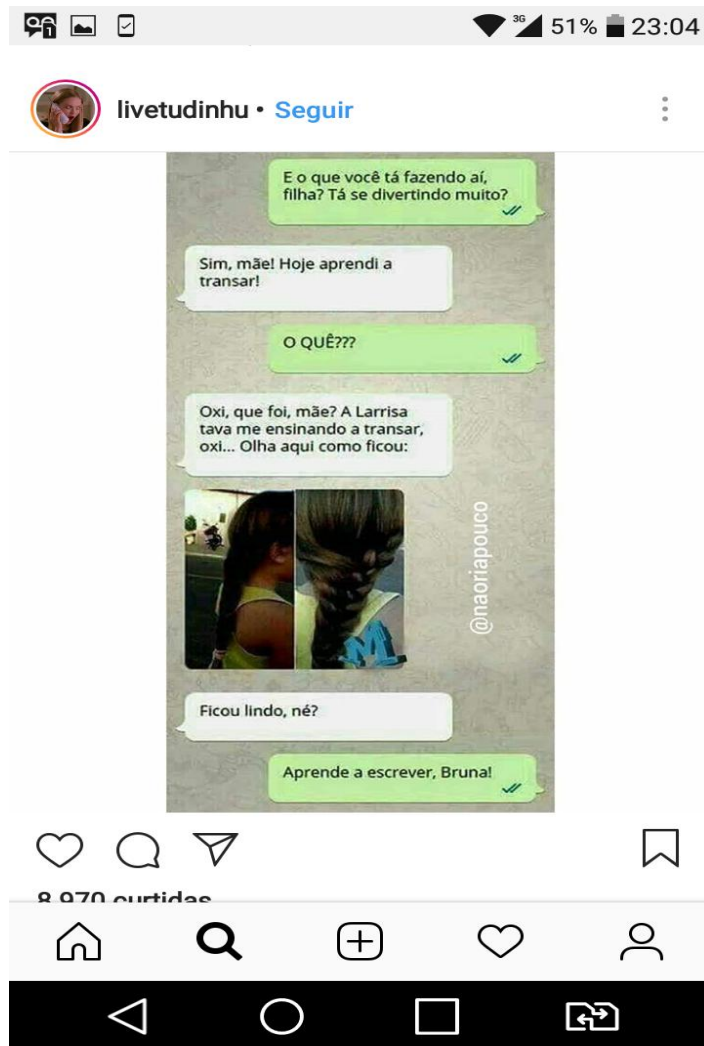 3G 51% 23:04
livetudinhu • Seguir
E o que você tá fazendo aí,
filha? Tá se divertindo muito?
Sim, mãe! Hoje aprendi a
transar!
O QUÊ???
Oxi, que foi, mãe? A Larrisa
tava me ensinando a transar,
oxi... Olha aqui como ficou:
@naoriapouco
Ficou lindo, né?
Aprende a escrever, Bruna!
8.970 curtidas